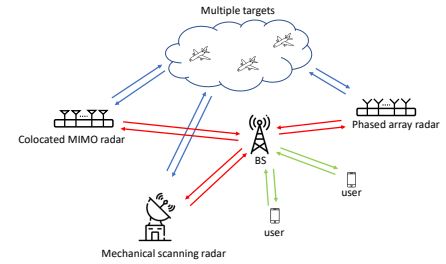 Multiple targets
Colocated MIMO radar
Phased array radar
BS
user
user
Mechanical scanning radar